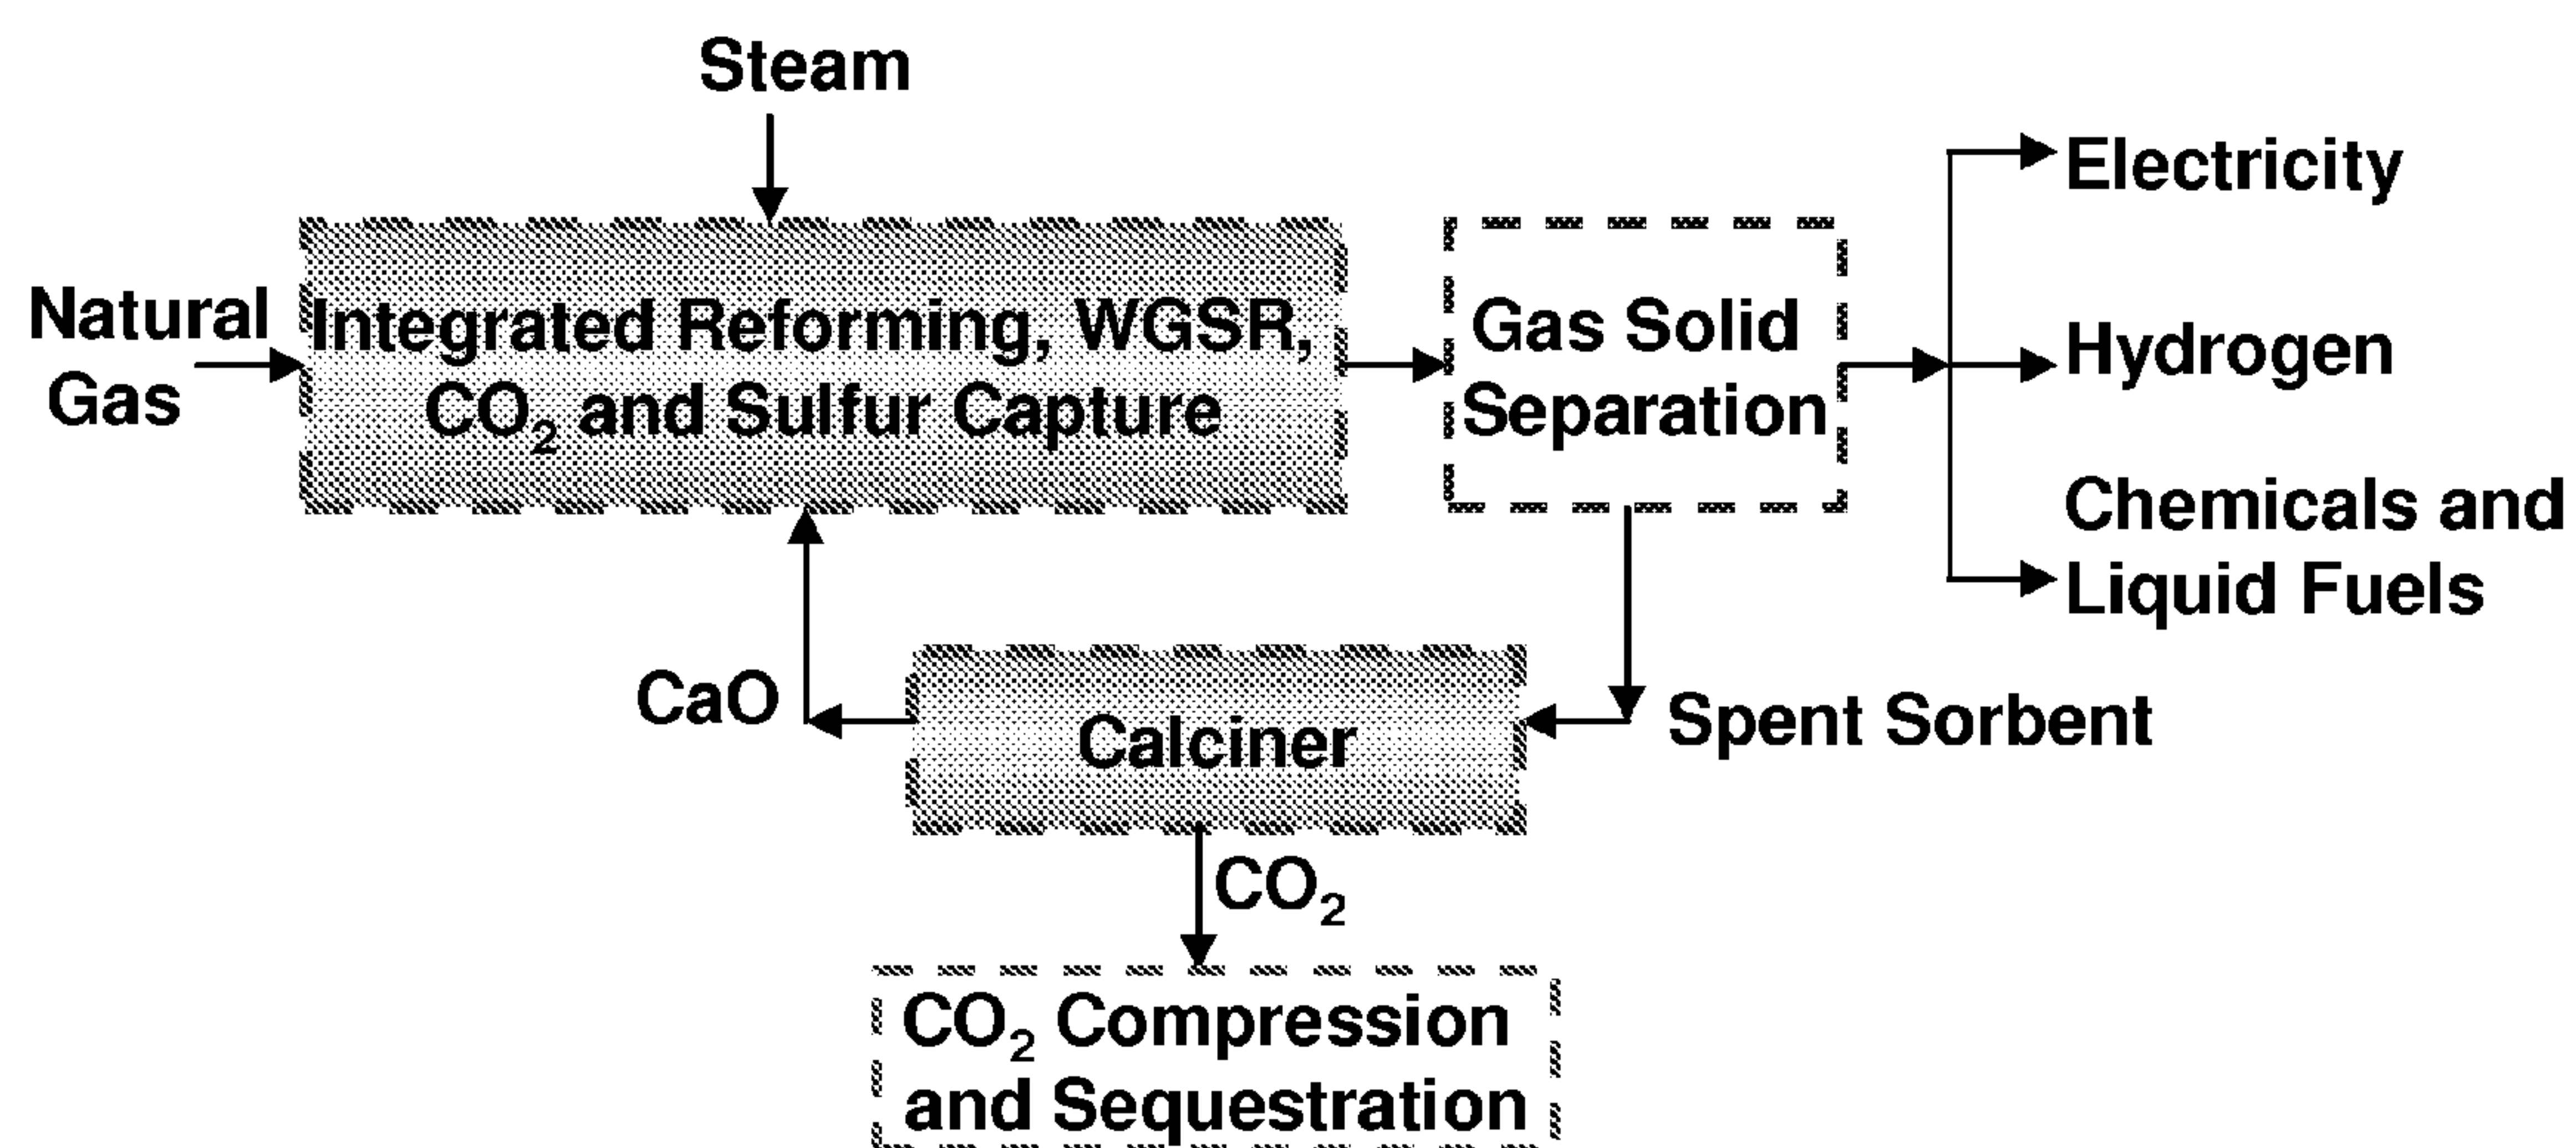 Steam
Natural
Gas
Integrated Reforming, WGSR,
CO₂ and Sulfur Capture
Gas Solid
Separation
Electricity
Hydrogen
Chemicals and
Liquid Fuels
CaO
Calciner
Spent Sorbent
CO₂
CO₂ Compression
and Sequestration